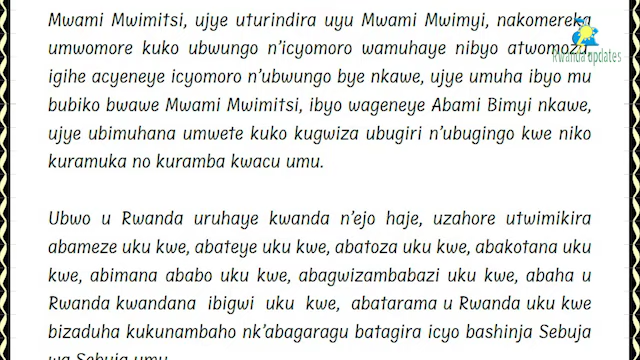 Mwami Mwimitsi, ujye uturindira uyu Mwami Mwimyi, nakomereka
umwomore kuko ubwungo n'icyomoro wamuhaye nibyo atwomoza,
igihe acyeneye icyomoro n'ubwungo bye nkawe, ujye umuha ibyo mu
bubiko bwawe Mwami Mwimitsi, ibyo wageneye Abami Bimyi nkawe,
ujye ubimuhana umwete kuko kugwiza ubugiri n'ubugingo kwe niko
kuramuka no kuramba kwacu umu.
Ubwo u Rwanda uruhaye kwanda n'ejo haje, uzahore utwimikira
abameze uku kwe, abateye uku kwe, abatoza uku kwe, abakotana uku
kwe, abimana ababo uku kwe, abagwizambabazi uku kwe, abaha u
Rwanda kwandana ibigwi uku kwe, abatarama u Rwanda uku kwe
bizaduha kukunambaho nk'abagaragu batagira icyo bashinja Sebuja
wa Sebuja umu.
Rwanda updates